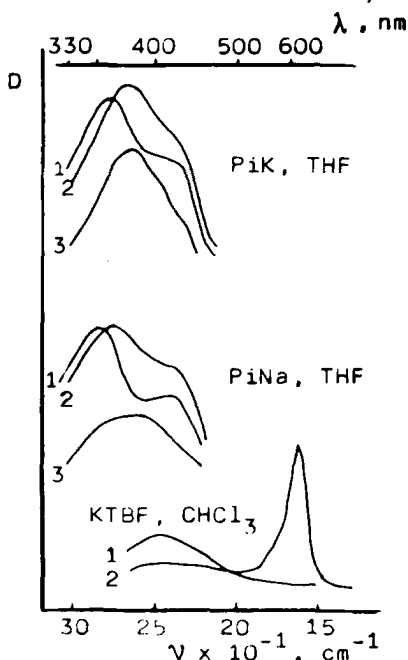 λ, nm
330 400 500 600
D
1
2
3
PiK, THF
1
2
3
PiNa, THF
KTBF, CHCl₃
1
2
30 25 20 15
ν × 10⁻¹, cm⁻¹